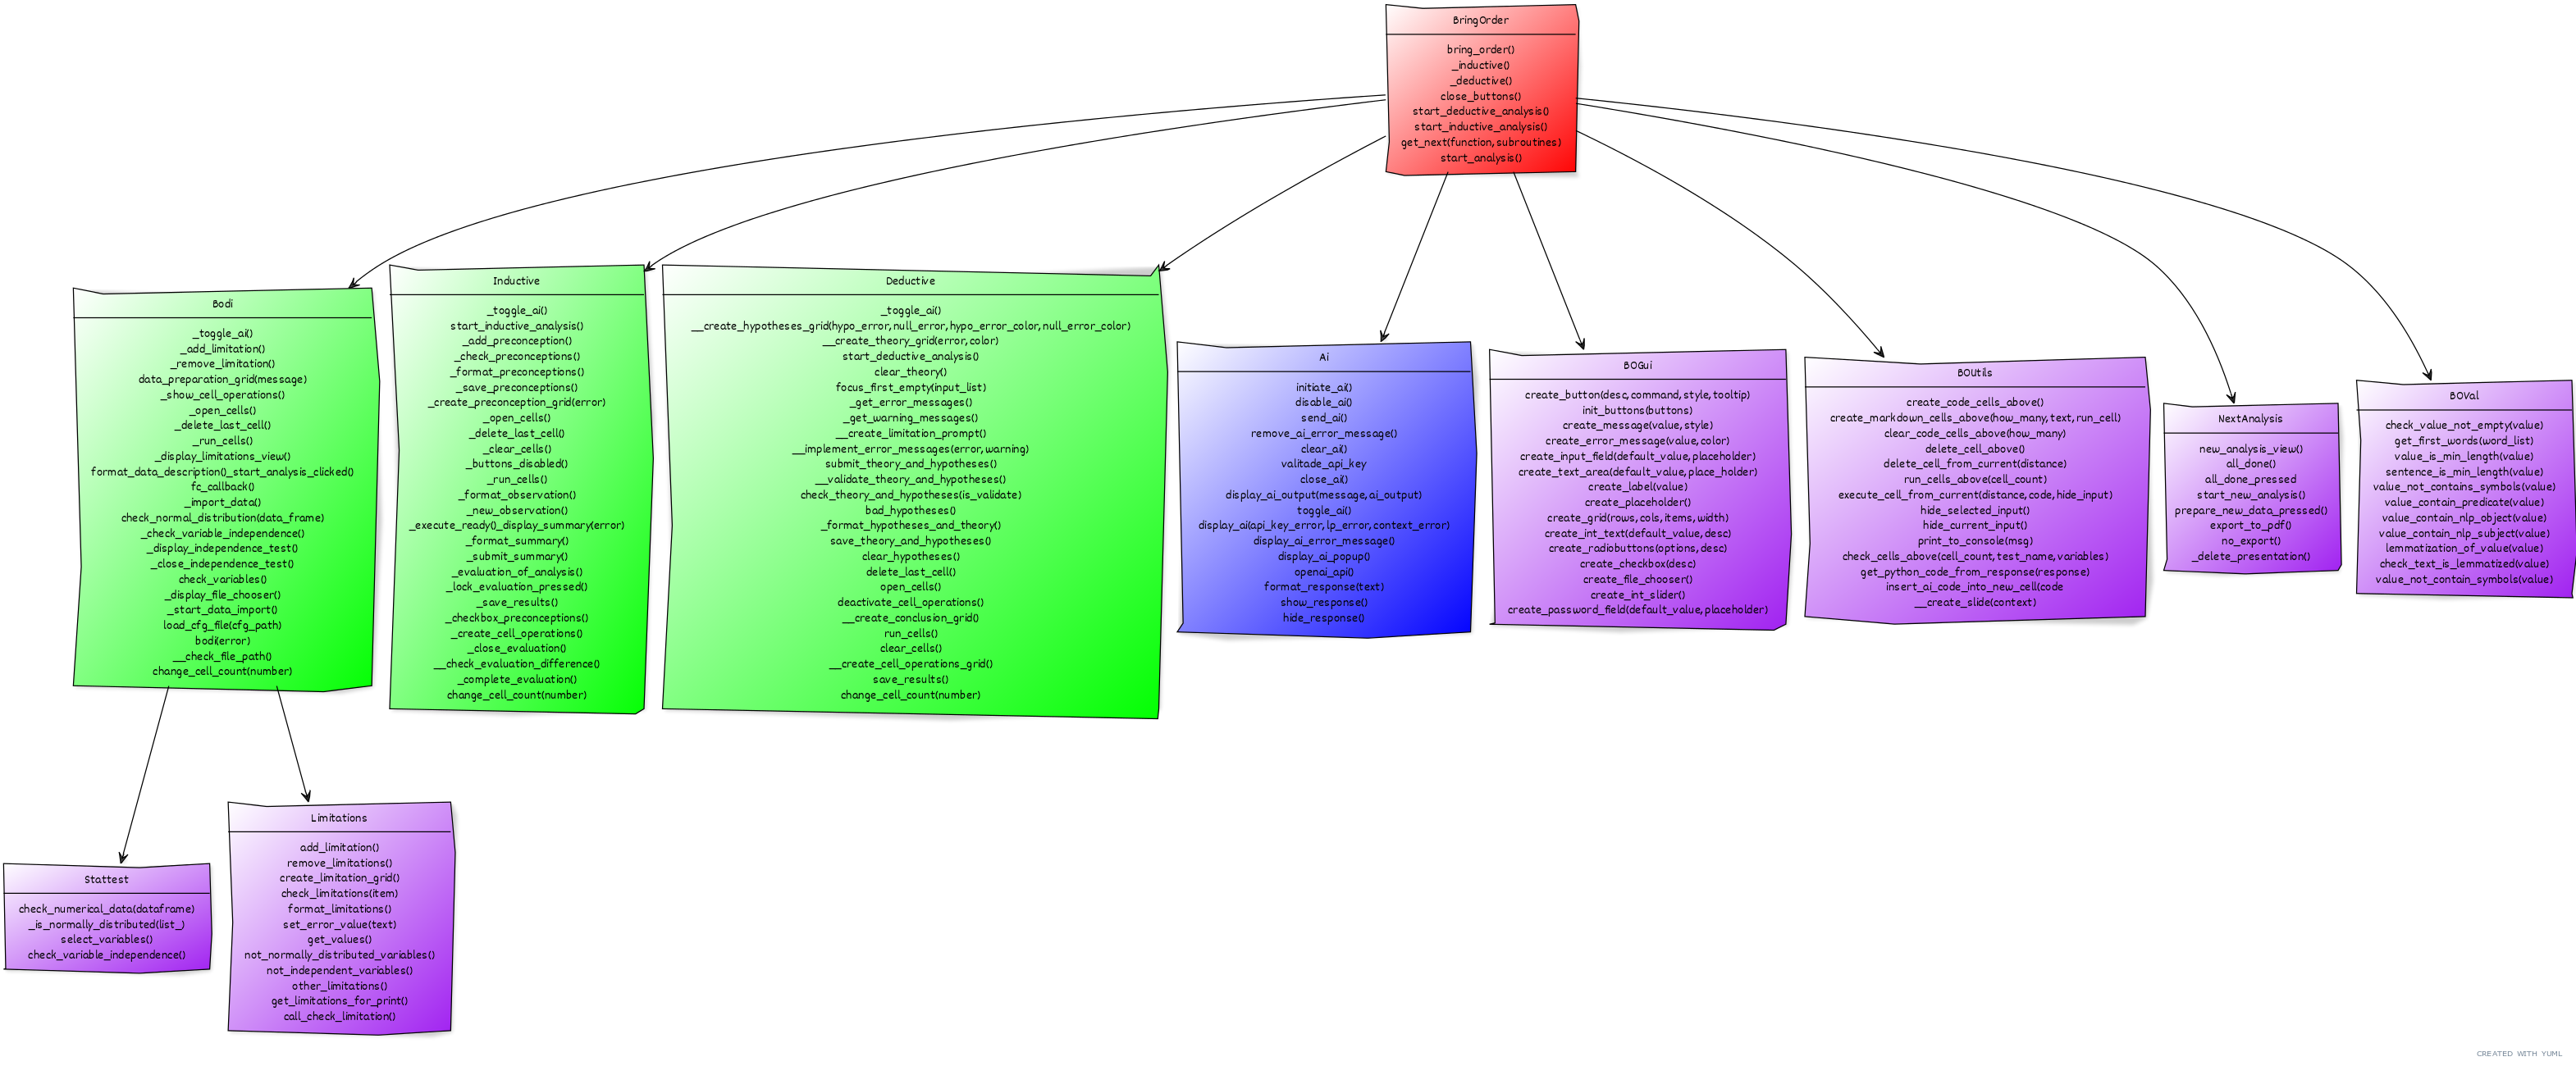 BringOrder
bring_order()
_inductive()
_deductive()
close_buttons()
start_deductive_analysis()
start_inductive_analysis()
get_next(function, subroutines)
start_analysis()
Bodi
_toggle_ai()
_add_limitation()
_remove_limitation()
data_preparation_grid(message)
_show_cell_operations()
_open_cells()
_delete_last_cell()
_run_cells()
_display_limitations_view()
format_data_description()_start_analysis_clicked()
fc_callback()
_import_data()
check_normal_distribution(data_frame)
_check_variable_independence()
_display_independence_test()
_close_independence_test()
check_variables()
_display_file_chooser()
_start_data_import()
load_cfg_file(cfg_path)
bodi(error)
__check_file_path()
change_cell_count(number)
Inductive
_toggle_ai()
start_inductive_analysis()
_add_preconception()
_check_preconceptions()
_format_preconceptions()
_save_preconceptions()
_create_preconception_grid(error)
_open_cells()
_delete_last_cell()
_clear_cells()
_buttons_disabled()
_run_cells()
_format_observation()
_new_observation()
_execute_ready()_display_summary(error)
_format_summary()
_submit_summary()
_evaluation_of_analysis()
_lock_evaluation_pressed()
_save_results()
_checkbox_preconceptions()
_create_cell_operations()
_close_evaluation()
__check_evaluation_difference()
_complete_evaluation()
change_cell_count(number)
Deductive
_toggle_ai()
__create_hypotheses_grid(hypo_error, null_error, hypo_error_color, null_error_color)
__create_theory_grid(error, color)
start_deductive_analysis()
clear_theory()
focus_first_empty(input_list)
_get_error_messages()
_get_warning_messages()
__create_limitation_prompt()
__implement_error_messages(error, warning)
submit_theory_and_hypotheses()
__validate_theory_and_hypotheses()
check_theory_and_hypotheses(is_validate)
bad_hypotheses()
_format_hypotheses_and_theory()
save_theory_and_hypotheses()
clear_hypotheses()
delete_last_cell()
open_cells()
deactivate_cell_operations()
__create_conclusion_grid()
run_cells()
clear_cells()
__create_cell_operations_grid()
save_results()
change_cell_count(number)
Ai
initiate_ai()
disable_ai()
send_ai()
remove_ai_error_message()
clear_ai()
valitade_api_key
close_ai()
display_ai_output(message, ai_output)
toggle_ai()
display_ai(api_key_error, lp_error, context_error)
display_ai_error_message()
display_ai_popup()
openai_api()
format_response(text)
show_response()
hide_response()
BOGui
create_button(desc, command, style, tooltip)
init_buttons(buttons)
create_message(value, style)
create_error_message(value, color)
create_input_field(default_value, placeholder
create_text_area(default_value, place_holder)
create_label(value)
create_placeholder()
create_grid(rows, cols, items, width)
create_int_text(default_value, desc)
create_radiobuttons(options, desc)
create_checkbox(desc)
create_file_chooser()
create_int_slider()
create_password_field(default_value, placeholder)
BOUtils
create_code_cells_above()
create_markdown_cells_above(how_many, text, run_cell)
clear_code_cells_above(how_many)
delete_cell_above()
delete_cell_from_current(distance)
run_cells_above(cell_count)
execute_cell_from_current(distance, code, hide_input)
hide_selected_input()
hide_current_input()
print_to_console(msg)
check_cells_above(cell_count, test_name, variables)
get_python_code_from_response(response)
insert_ai_code_into_new_cell(code
__create_slide(context)
NextAnalysis
new_analysis_view()
all_done()
all_done_pressed
start_new_analysis()
prepare_new_data_pressed()
export_to_pdf()
no_export()
_delete_presentation()
BOVal
check_value_not_empty(value)
get_first_words(word_list)
value_is_min_length(value)
sentence_is_min_length(value)
value_not_contains_symbols(value)
value_contain_predicate(value)
value_contain_nlp_object(value)
value_contain_nlp_subject(value)
lemmatization_of_value(value)
check_text_is_lemmatized(value)
value_not_contain_symbols(value)
Stattest
check_numerical_data(dataframe)
_is_normally_distributed(list_)
select_variables()
check_variable_independence()
Limitations
add_limitation()
remove_limitations()
create_limitation_grid()
check_limitations(item)
format_limitations()
set_error_value(text)
get_values()
not_normally_distributed_variables()
not_independent_variables()
other_limitations()
get_limitations_for_print()
call_check_limitation()
CREATED WITH YUML